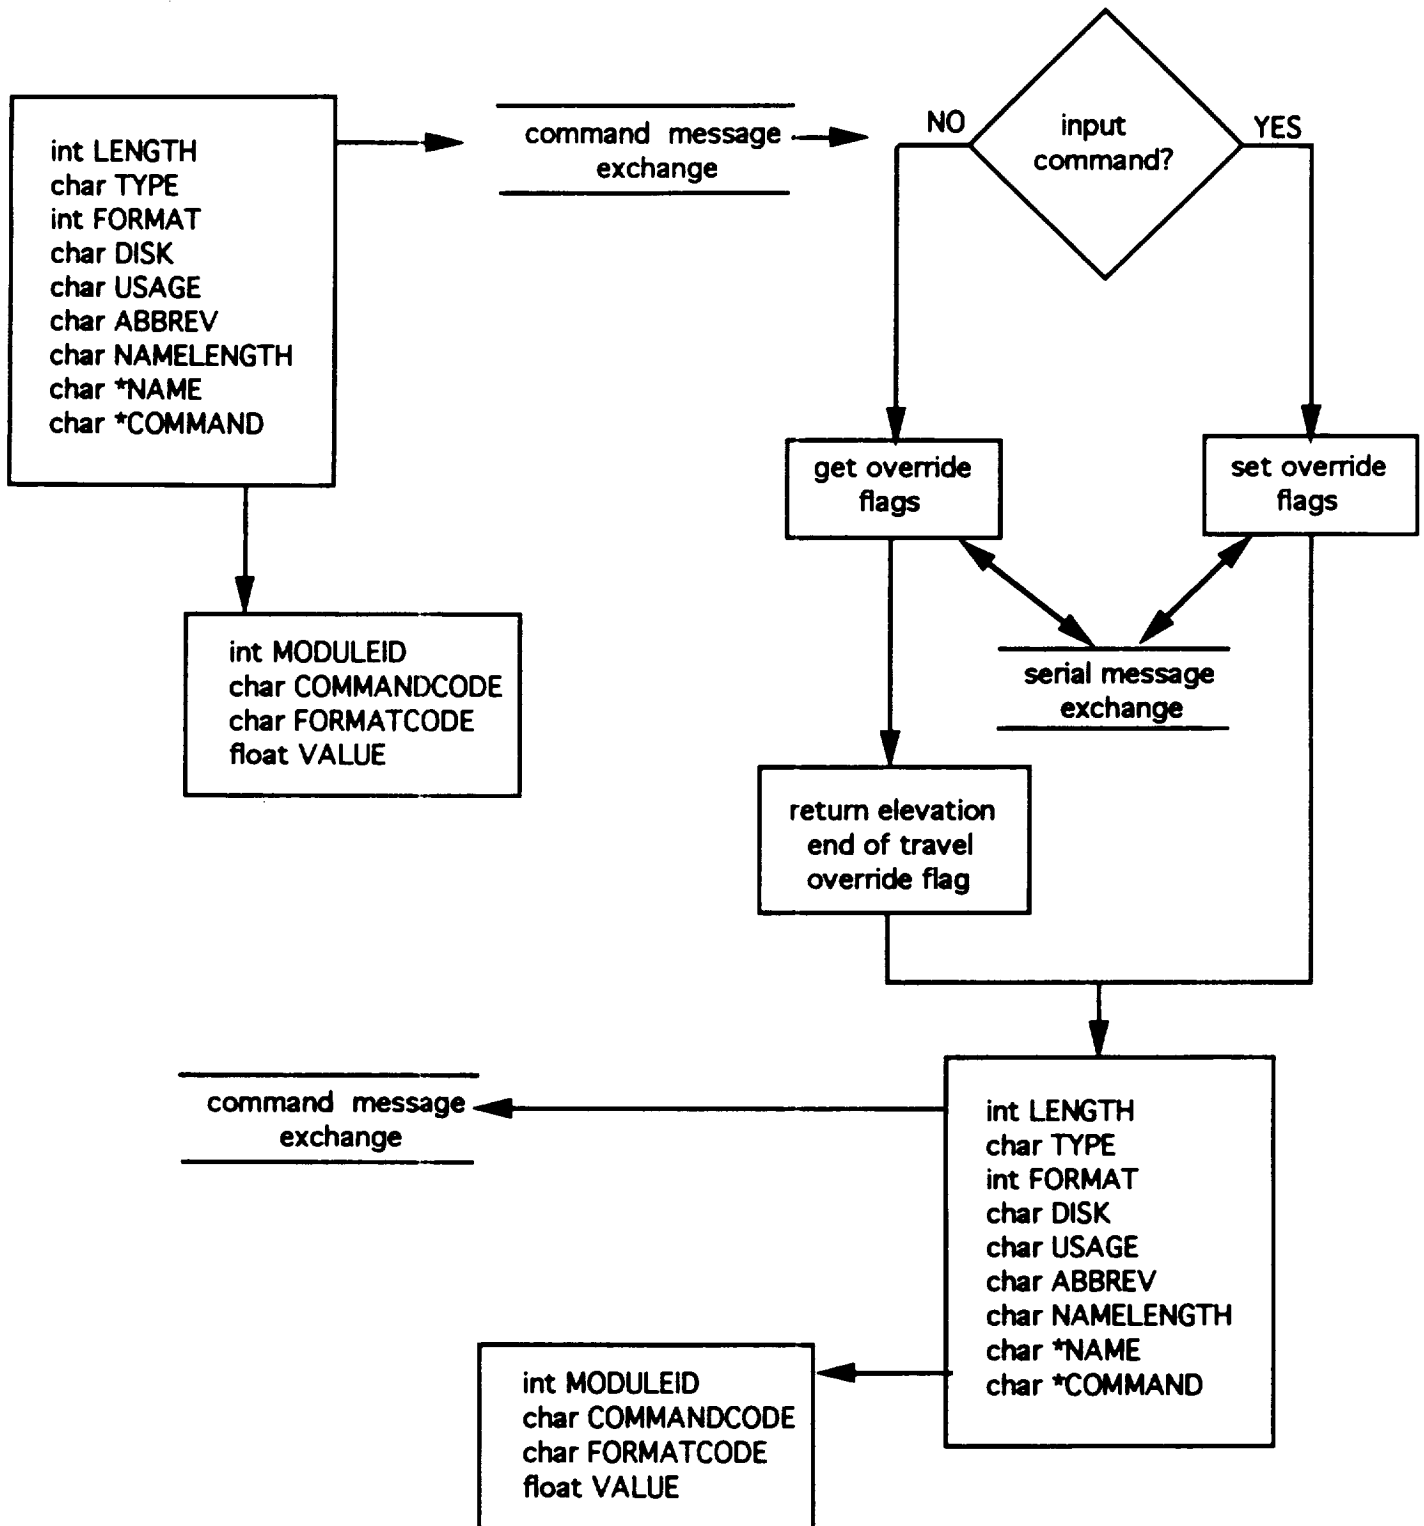 int LENGTH
char TYPE
int FORMAT
char DISK
char USAGE
char ABBREV
char NAMELENGTH
char *NAME
char *COMMAND
command message
exchange
NO
input
command?
YES
get override
flags
set override
flags
int MODULEID
char COMMANDCODE
char FORMATCODE
float VALUE
serial message
exchange
return elevation
end of travel
override flag
command message
exchange
int LENGTH
char TYPE
int FORMAT
char DISK
char USAGE
char ABBREV
char NAMELENGTH
char *NAME
char *COMMAND
int MODULEID
char COMMANDCODE
char FORMATCODE
float VALUE